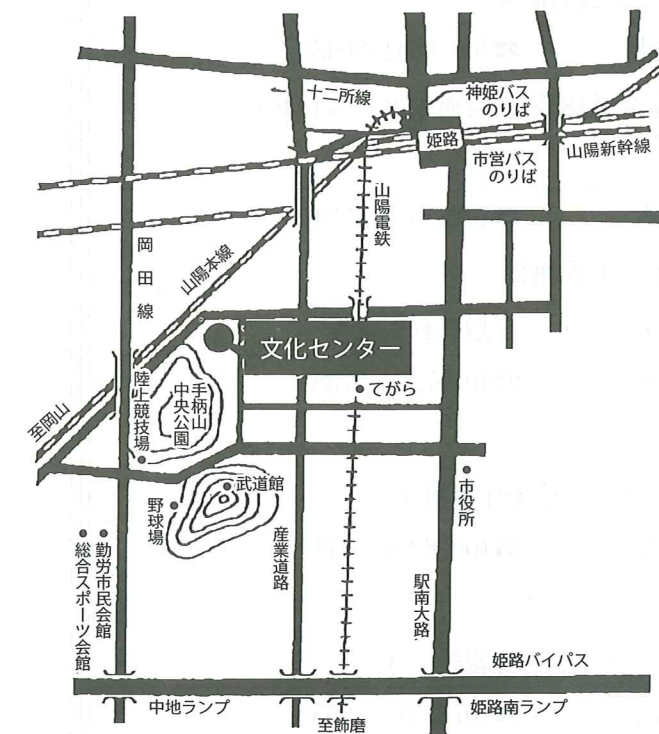 十二所線
神姫バス
のりば
姫路
市営バス
のりば
山陽新幹線
山陽電鉄
岡田線
山陽本線
文化センター
てがら
手柄山
中央公園
陸上競技場
至岡山
武道館
野球場
市役所
産業道路
勤労市民会館
総合スポーツ会館
駅南大路
姫路バイパス
中地ランプ
姫路南ランプ
至飾磨